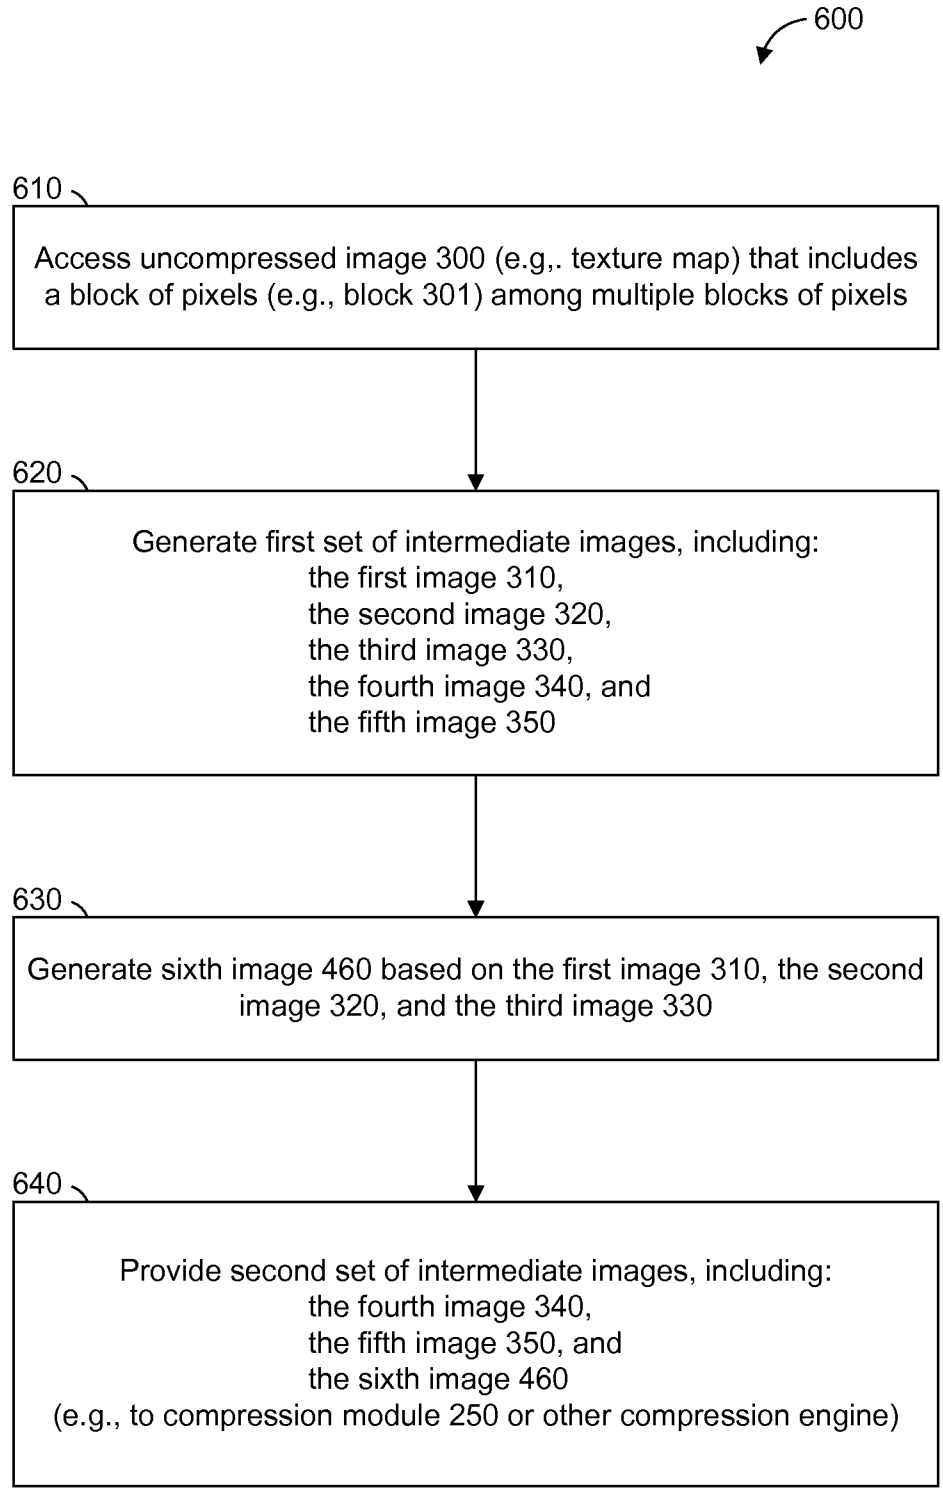 600
610
Access uncompressed image 300 (e.g,. texture map) that includes
a block of pixels (e.g., block 301) among multiple blocks of pixels
620
Generate first set of intermediate images, including:
the first image 310,
the second image 320,
the third image 330,
the fourth image 340, and
the fifth image 350
630
Generate sixth image 460 based on the first image 310, the second
image 320, and the third image 330
640
Provide second set of intermediate images, including:
the fourth image 340,
the fifth image 350, and
the sixth image 460
(e.g., to compression module 250 or other compression engine)